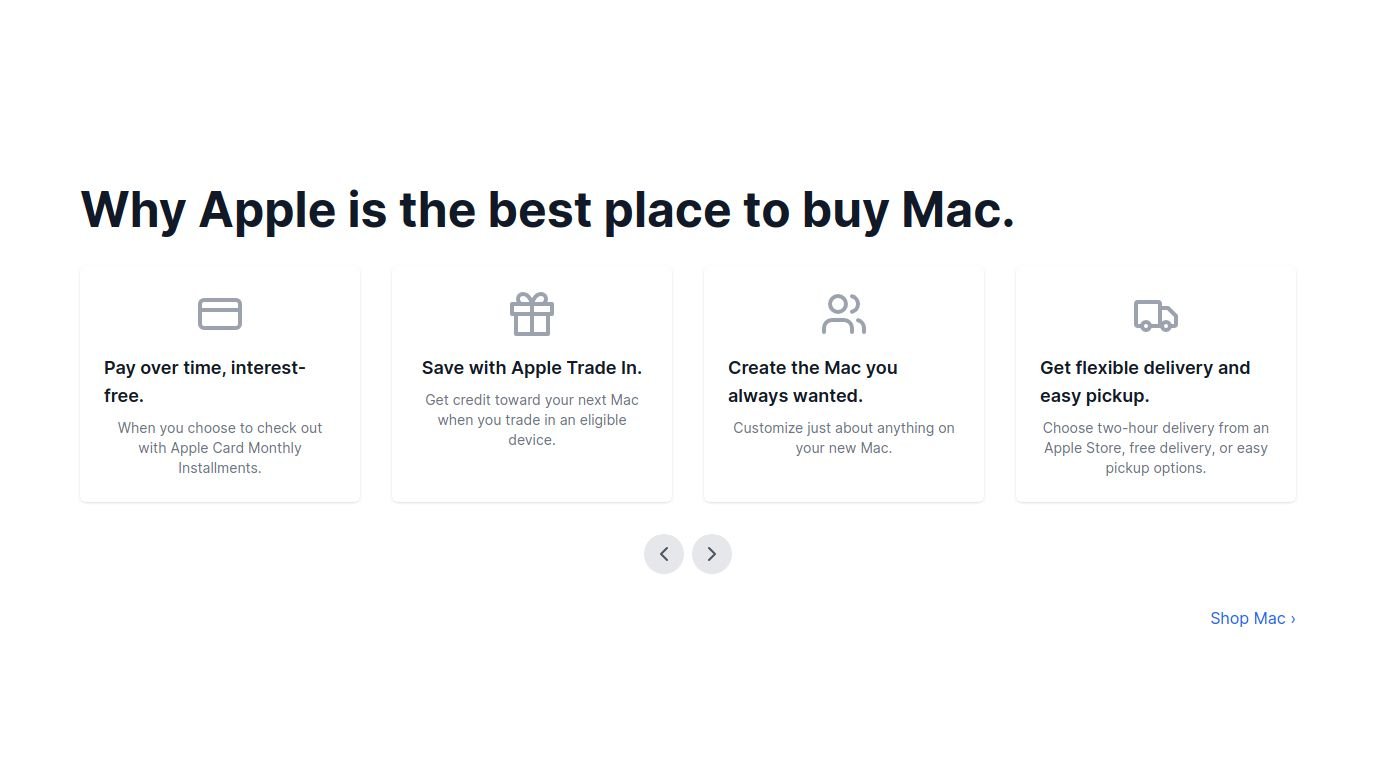 Why Apple is the best place to buy Mac.
Pay over time, interest-
free.
When you choose to check out
with Apple Card Monthly
Installments.
Save with Apple Trade In.
Get credit toward your next Mac
when you trade in an eligible
device.
Create the Mac you
always wanted.
Customize just about anything on
your new Mac.
Get flexible delivery and
easy pickup.
Choose two-hour delivery from an
Apple Store, free delivery, or easy
pickup options.
Shop Mac ›